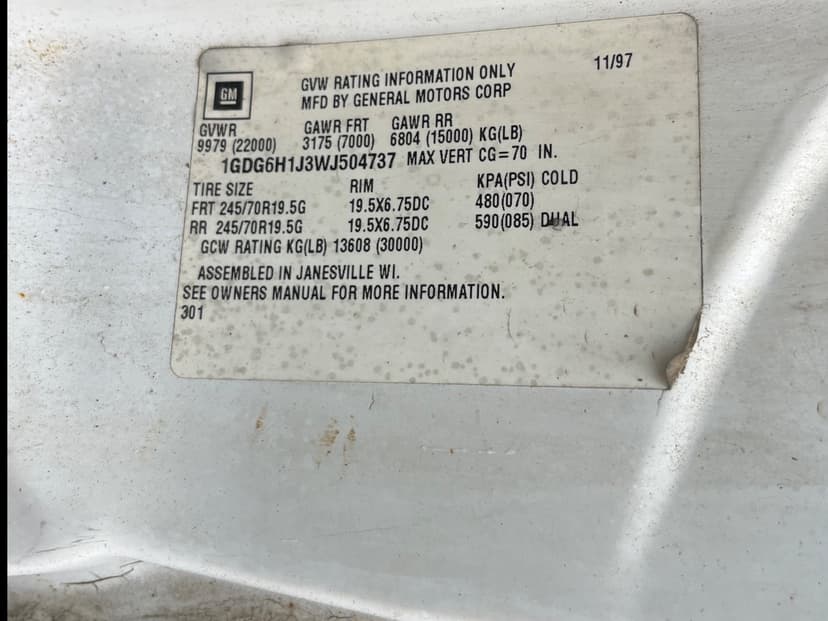 GM
GVW RATING INFORMATION ONLY 11/97
MFD BY GENERAL MOTORS CORP
GVWR GAWR FRT GAWR RR
9979 (22000) 3175 (7000) 6804 (15000) KG(LB)
1GDG6H1J3WJ504737 MAX VERT CG=70 IN.
TIRE SIZE RIM KPA(PSI) COLD
FRT 245/70R19.5G 19.5X6.75DC 480(070)
RR 245/70R19.5G 19.5X6.75DC 590(085) DUAL
GCW RATING KG(LB) 13608 (30000)
ASSEMBLED IN JANESVILLE WI.
SEE OWNERS MANUAL FOR MORE INFORMATION.
301